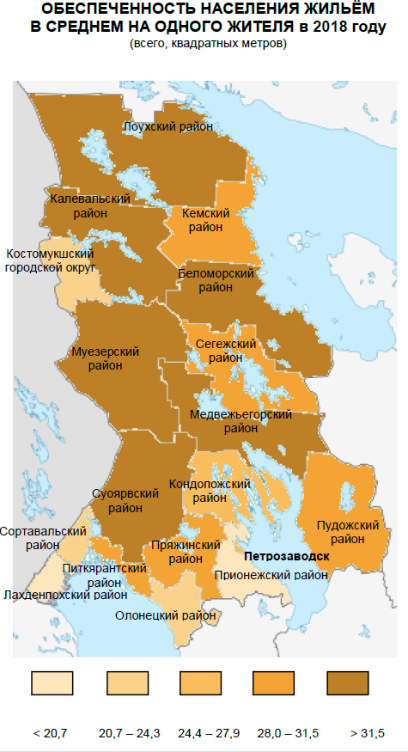 ОБЕСПЕЧЕННОСТЬ НАСЕЛЕНИЯ ЖИЛЬЁМ
В СРЕДНЕМ НА ОДНОГО ЖИТЕЛЯ в 2018 году
(всего, квадратных метров)
Лоухский район
Калевальский
район
Кемский
район
Костомукшский
городской округ
Беломорский
район
Сегежский
район
Муезерский
район
Медвежьегорский
район
Кондопожский
район
Суоярвский
район
Пудожский
район
Сортавальский
район
Пряжинский
район
Петрозаводск
Питкярантский
район
Прионежский район
Лахденпохский район
Олонецкий район
< 20,7
20,7 – 24,3
24,4 – 27,9
28,0 – 31,5
> 31,5